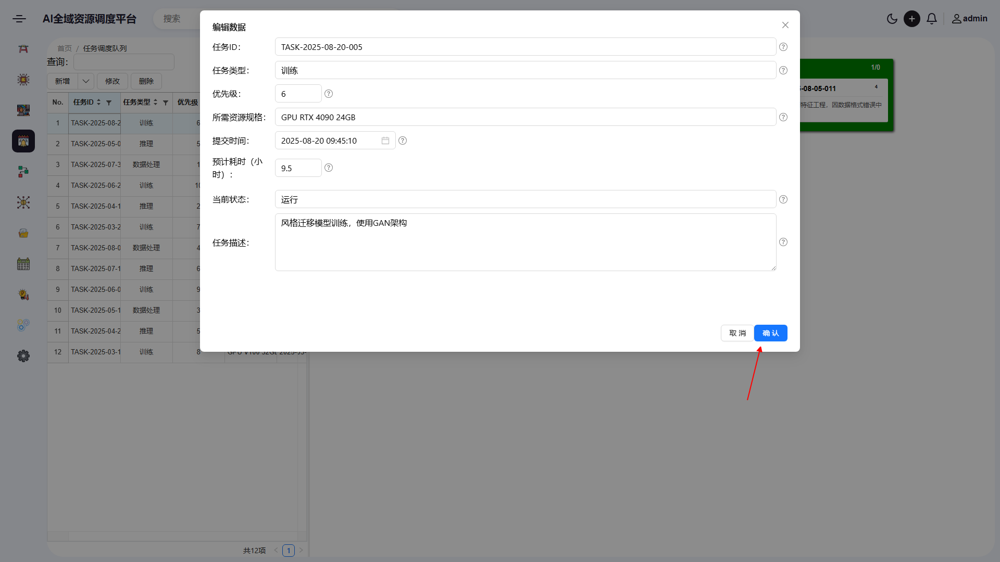 AI全域资源调度平台
搜索
admin
首页 / 任务调度队列
查询：
新增
修改
删除
No. 任务ID 任务类型 优先级
1 TASK-2025-08-2 训练 6
2 TASK-2025-05-0 推理 5
3 TASK-2025-07-3 数据处理 1
4 TASK-2025-06-2 训练 10
5 TASK-2025-04-1 推理 2
6 TASK-2025-03-2 训练 7
7 TASK-2025-08-0 数据处理 4
8 TASK-2025-07-1 推理 6
9 TASK-2025-06-0 训练 9
10 TASK-2025-05-1 数据处理 3
11 TASK-2025-04-2 推理 5
12 TASK-2025-03-1 训练 8 GPU V100 32GB 2025-03-
共12项
1
编辑数据
任务ID：
TASK-2025-08-20-005
任务类型：
训练
优先级：
6
所需资源规格：
GPU RTX 4090 24GB
提交时间：
2025-08-20 09:45:10
预计耗时（小
时）：
9.5
当前状态：
运行
任务描述：
风格迁移模型训练，使用GAN架构
取 消
确 认
1/0
-08-05-011
4
特征工程，因数据格式错误中